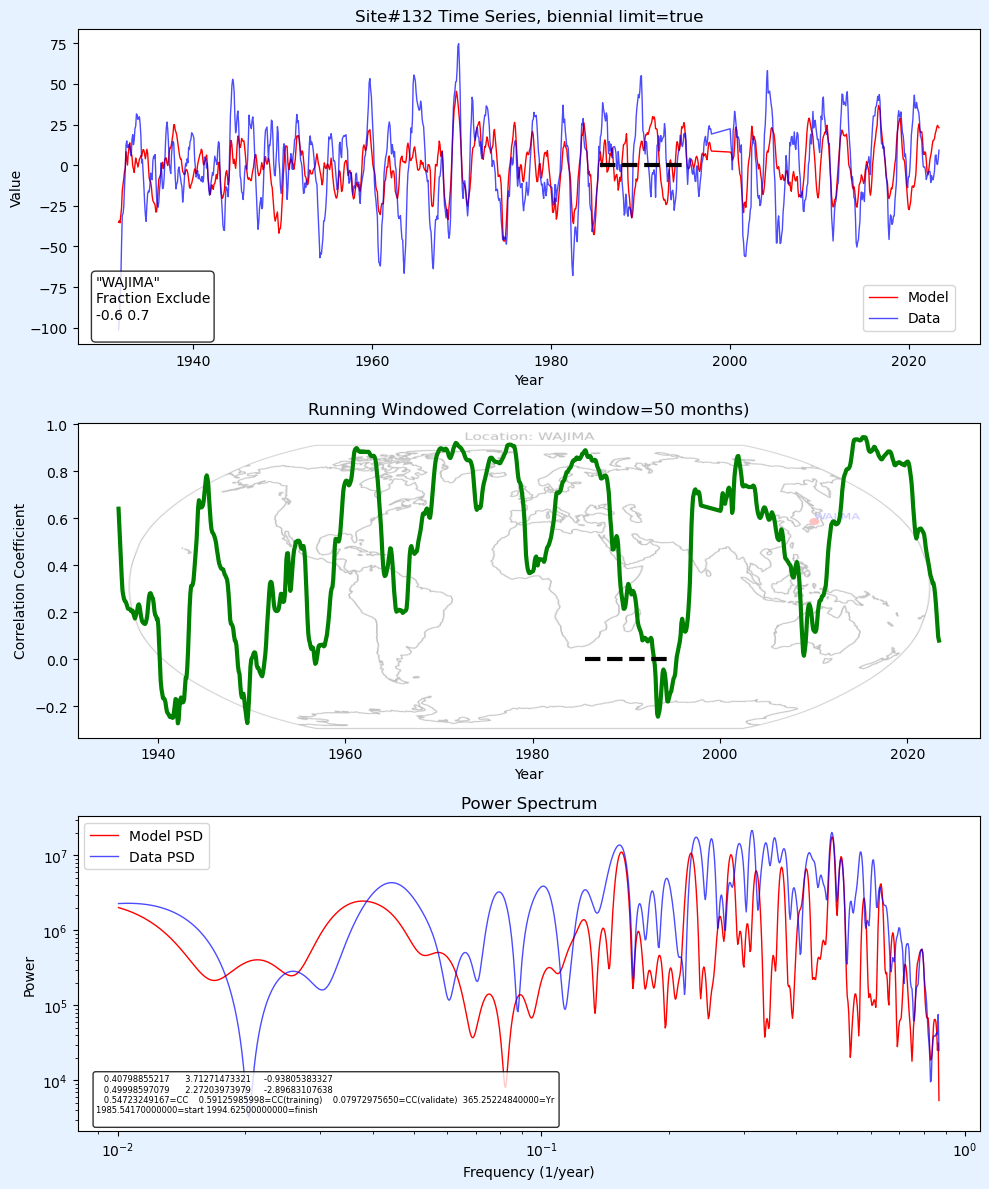 Site#132 Time Series, biennial limit=true
75
50
25
0
−25
−50
−75
−100
Value
"WAJIMA"
Fraction Exclude
-0.6 0.7
Model
Data
1940
1960
1980
2000
2020
Year
Running Windowed Correlation (window=50 months)
Location: WAJIMA
WAJIMA
1.0
0.8
0.6
0.4
0.2
0.0
−0.2
Correlation Coefficient
1940
1960
1980
2000
2020
Year
Power Spectrum
Model PSD
Data PSD
10^7
10^6
10^5
10^4
Power
0.40798855217 3.71271473321 -0.93805383327
0.49998597079 2.27203973979 -2.89683107638
0.54723249167=CC 0.59125985998=CC(training) 0.07972975650=CC(validate) 365.25224840000=Yr
1985.54170000000=start 1994.62500000000=finish
10^−2
10^−1
10^0
Frequency (1/year)